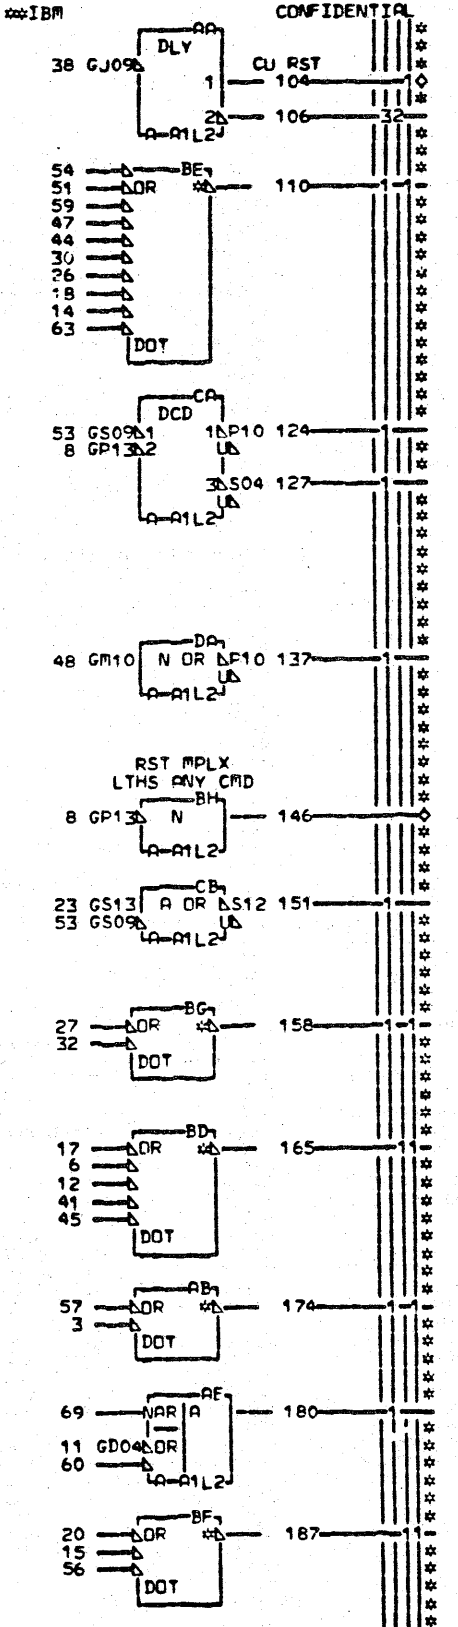 ***IBM CONFIDENTIAL
AA
DLY
38 GJ09
CU RST
1 104 1
2 106 32
A A1L2
54 BE
51 OR * 110 1 1
59
47
44
30
26
18
14
63
DOT
CA
DCD
53 GS09 1 1 P10 124 1
8 GP13 2 U
3 S04 127 1
U
A A1L2
DA
48 GM10 N OR P10 137 1
U
A A1L2
RST MPLX
LTHS ANY CMD
BH
8 GP13 N 146
A A1L2
CB
23 GS13 A OR S12 151 1
53 GS09 U
A A1L2
BG
27 OR * 158 1 1
32
DOT
BD
17 OR * 165 11
6
12
41
45
DOT
AB
57 OR * 174 1 1
3
DOT
AE
69 NAR A 180 1
11 GD04 OR
60
A A1L2
BF
20 OR * 187 11
15
56
DOT